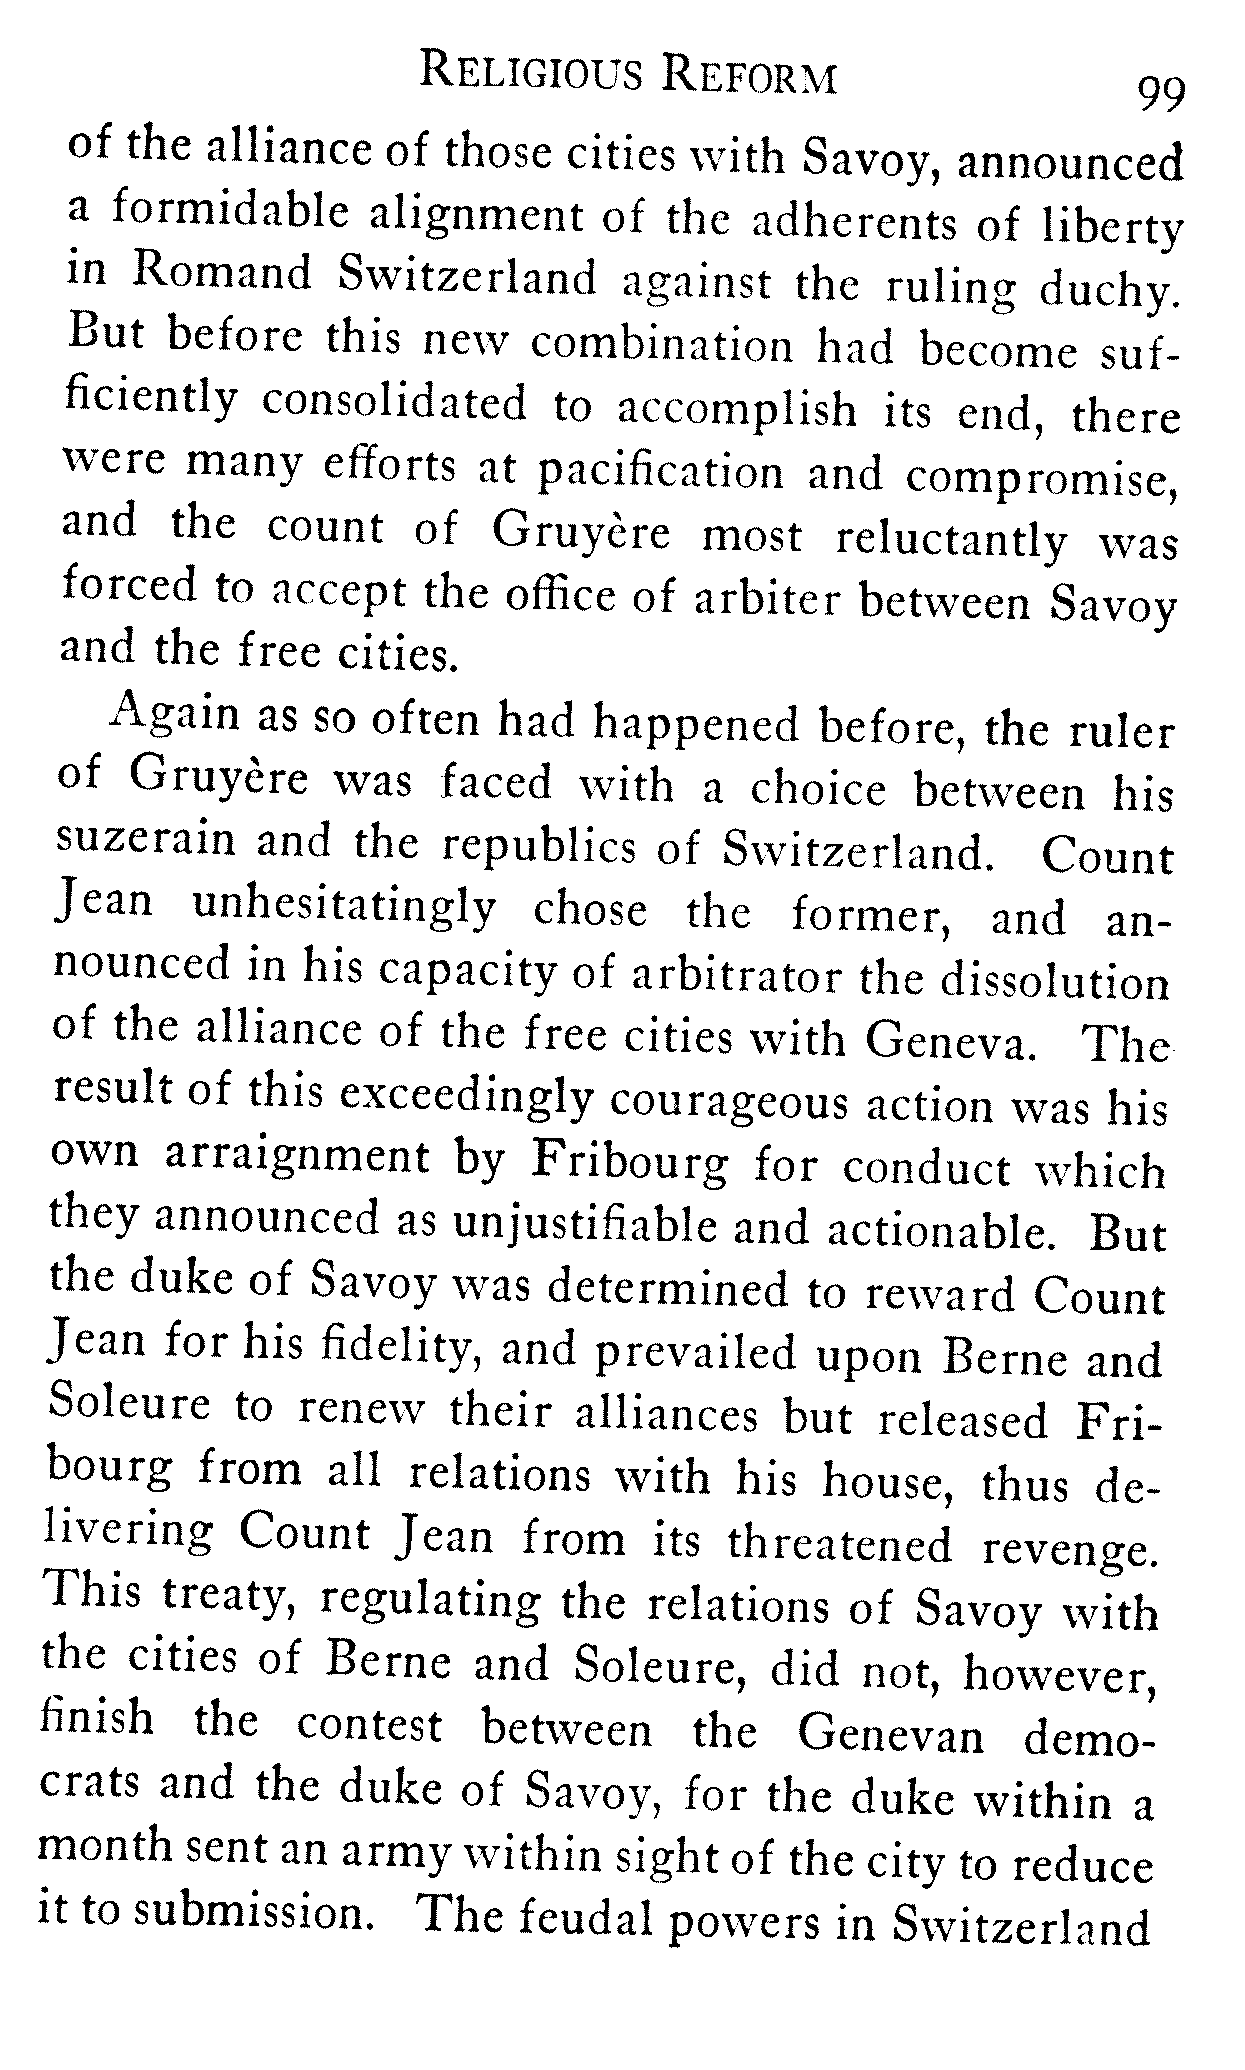 RELIGIOUS REFORM 99
of the alliance of those cities with Savoy, announced
a formidable alignment of the adherents of liberty
in Romand Switzerland against the ruling duchy.
But before this new combination had become suf-
ficiently consolidated to accomplish its end, there
were many efforts at pacification and compromise,
and the count of Gruyère most reluctantly was
forced to accept the office of arbiter between Savoy
and the free cities.
Again as so often had happened before, the ruler
of Gruyère was faced with a choice between his
suzerain and the republics of Switzerland. Count
Jean unhesitatingly chose the former, and an-
nounced in his capacity of arbitrator the dissolution
of the alliance of the free cities with Geneva. The
result of this exceedingly courageous action was his
own arraignment by Fribourg for conduct which
they announced as unjustifiable and actionable. But
the duke of Savoy was determined to reward Count
Jean for his fidelity, and prevailed upon Berne and
Soleure to renew their alliances but released Fri-
bourg from all relations with his house, thus de-
livering Count Jean from its threatened revenge.
This treaty, regulating the relations of Savoy with
the cities of Berne and Soleure, did not, however,
finish the contest between the Genevan demo-
crats and the duke of Savoy, for the duke within a
month sent an army within sight of the city to reduce
it to submission. The feudal powers in Switzerland